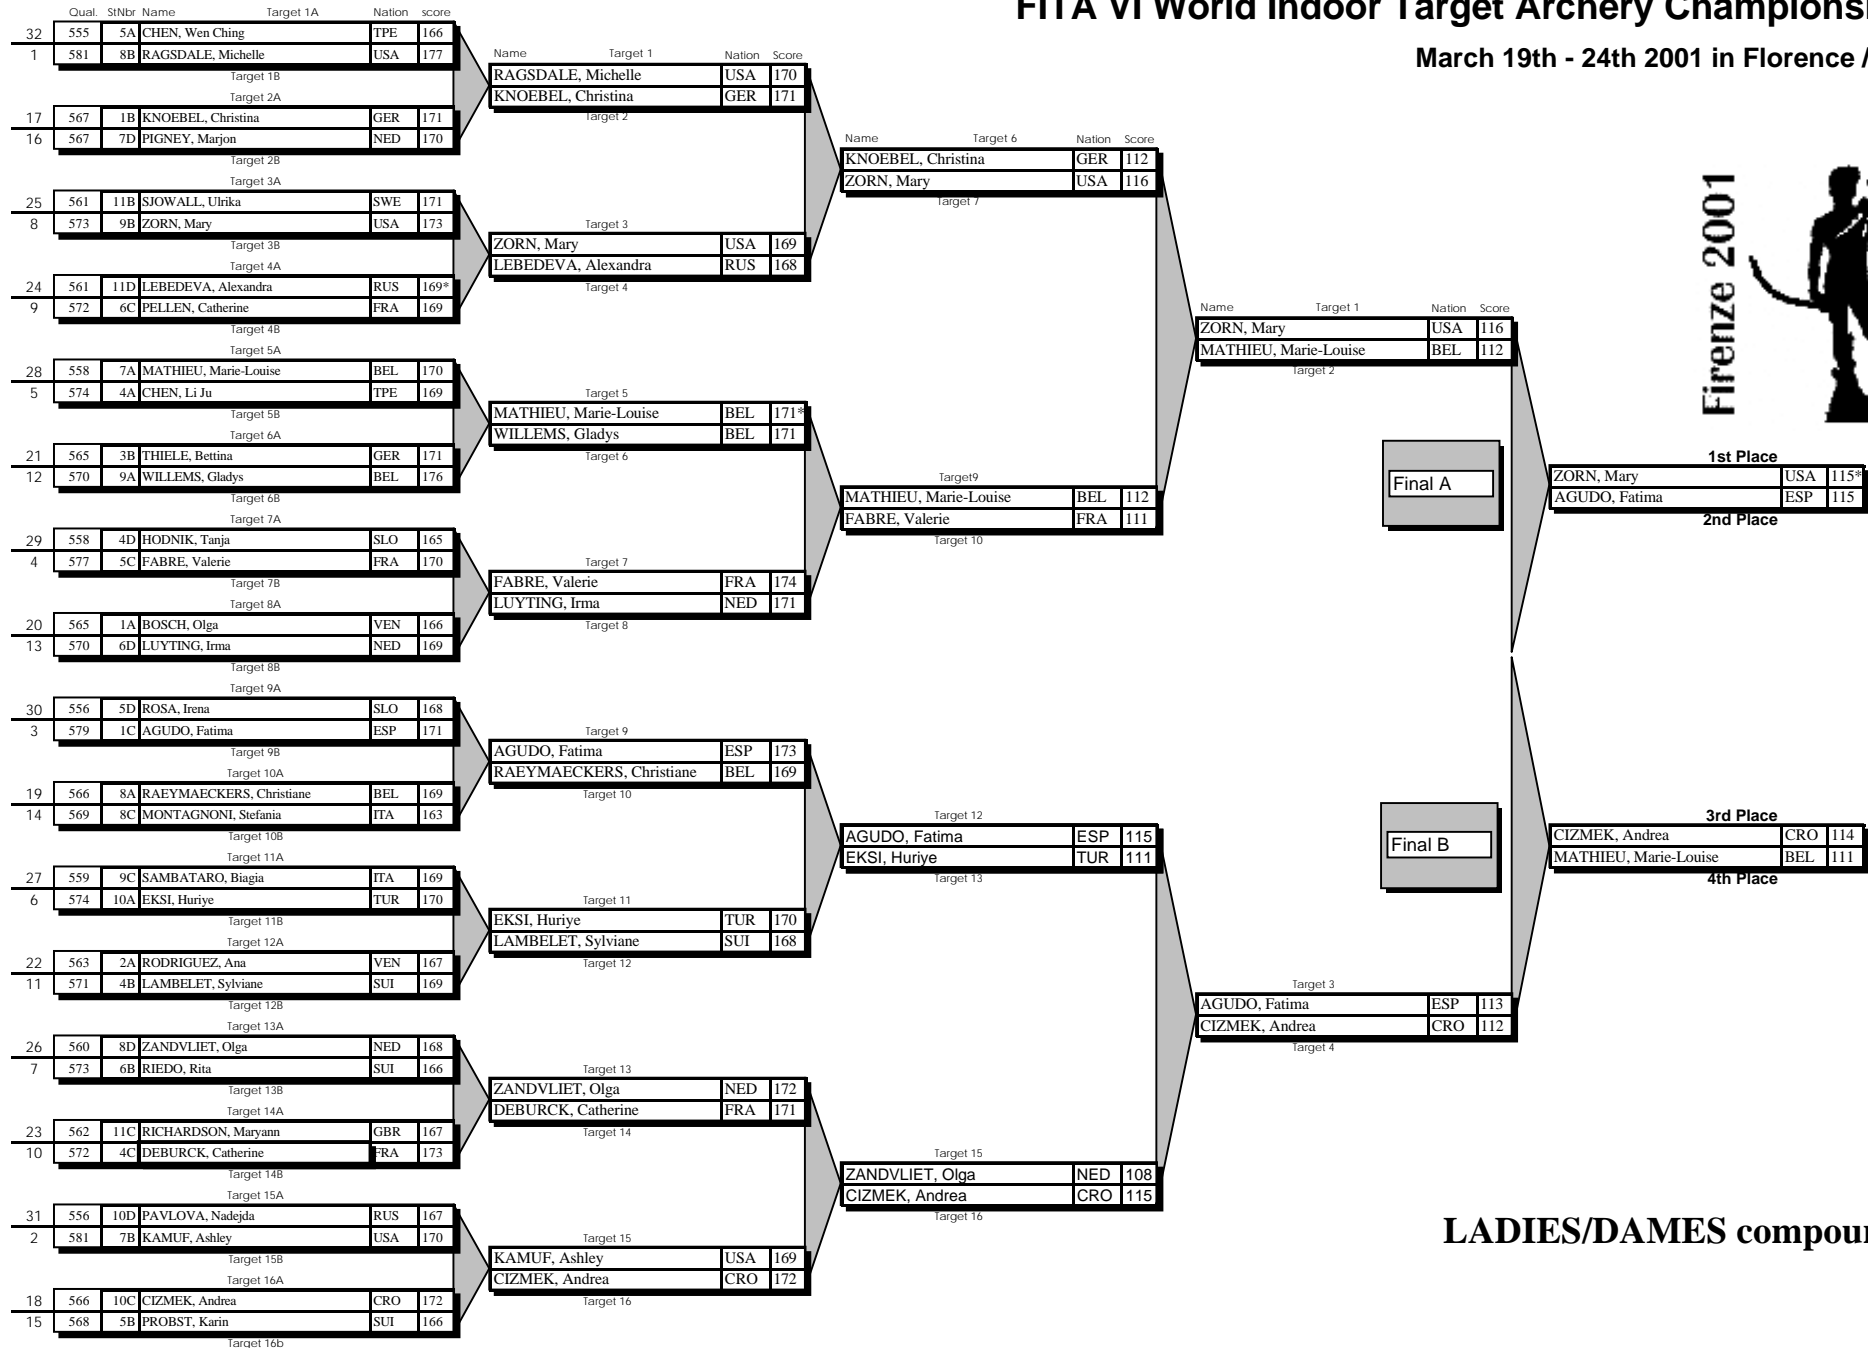 FITA VI World Indoor Target Archery Championsh
March 19th - 24th 2001 in Florence /
Firenze 2001
Qual. StNbr Name Target 1A Nation score
32 555 5A CHEN, Wen Ching TPE 166
1 581 8B RAGSDALE, Michelle USA 177
Target 1B
Target 2A
17 567 1B KNOEBEL, Christina GER 171
16 567 7D PIGNEY, Marjon NED 170
Target 2B
Target 3A
25 561 11B SJOWALL, Ulrika SWE 171
8 573 9B ZORN, Mary USA 173
Target 3B
Target 4A
24 561 11D LEBEDEVA, Alexandra RUS 169*
9 572 6C PELLEN, Catherine FRA 169
Target 4B
Target 5A
28 558 7A MATHIEU, Marie-Louise BEL 170
5 574 4A CHEN, Li Ju TPE 169
Target 5B
Target 6A
21 565 3B THIELE, Bettina GER 171
12 570 9A WILLEMS, Gladys BEL 176
Target 6B
Target 7A
29 558 4D HODNIK, Tanja SLO 165
4 577 5C FABRE, Valerie FRA 170
Target 7B
Target 8A
20 565 1A BOSCH, Olga VEN 166
13 570 6D LUYTING, Irma NED 169
Target 8B
Target 9A
30 556 5D ROSA, Irena SLO 168
3 579 1C AGUDO, Fatima ESP 171
Target 9B
Target 10A
19 566 8A RAEYMAECKERS, Christiane BEL 169
14 569 8C MONTAGNONI, Stefania ITA 163
Target 10B
Target 11A
27 559 9C SAMBATARO, Biagia ITA 169
6 574 10A EKSI, Huriye TUR 170
Target 11B
Target 12A
22 563 2A RODRIGUEZ, Ana VEN 167
11 571 4B LAMBELET, Sylviane SUI 169
Target 12B
Target 13A
26 560 8D ZANDVLIET, Olga NED 168
7 573 6B RIEDO, Rita SUI 166
Target 13B
Target 14A
23 562 11C RICHARDSON, Maryann GBR 167
10 572 4C DEBURCK, Catherine FRA 173
Target 14B
Target 15A
31 556 10D PAVLOVA, Nadejda RUS 167
2 581 7B KAMUF, Ashley USA 170
Target 15B
Target 16A
18 566 10C CIZMEK, Andrea CRO 172
15 568 5B PROBST, Karin SUI 166
Target 16b
Name Target 1 Nation Score
RAGSDALE, Michelle USA 170
KNOEBEL, Christina GER 171
Target 2
Target 3
ZORN, Mary USA 169
LEBEDEVA, Alexandra RUS 168
Target 4
Target 5
MATHIEU, Marie-Louise BEL 171*
WILLEMS, Gladys BEL 171
Target 6
Target 7
FABRE, Valerie FRA 174
LUYTING, Irma NED 171
Target 8
Target 9
AGUDO, Fatima ESP 173
RAEYMAECKERS, Christiane BEL 169
Target 10
Target 11
EKSI, Huriye TUR 170
LAMBELET, Sylviane SUI 168
Target 12
Target 13
ZANDVLIET, Olga NED 172
DEBURCK, Catherine FRA 171
Target 14
Target 15
KAMUF, Ashley USA 169
CIZMEK, Andrea CRO 172
Target 16
Name Target 6 Nation Score
KNOEBEL, Christina GER 112
ZORN, Mary USA 116
Target 7
Target9
MATHIEU, Marie-Louise BEL 112
FABRE, Valerie FRA 111
Target 10
Target 12
AGUDO, Fatima ESP 115
EKSI, Huriye TUR 111
Target 13
Target 15
ZANDVLIET, Olga NED 108
CIZMEK, Andrea CRO 115
Target 16
Name Target 1 Nation Score
ZORN, Mary USA 116
MATHIEU, Marie-Louise BEL 112
Target 2
Target 3
AGUDO, Fatima ESP 113
CIZMEK, Andrea CRO 112
Target 4
Final A
1st Place
ZORN, Mary USA 115*
AGUDO, Fatima ESP 115
2nd Place
Final B
3rd Place
CIZMEK, Andrea CRO 114
MATHIEU, Marie-Louise BEL 111
4th Place
LADIES/DAMES compour